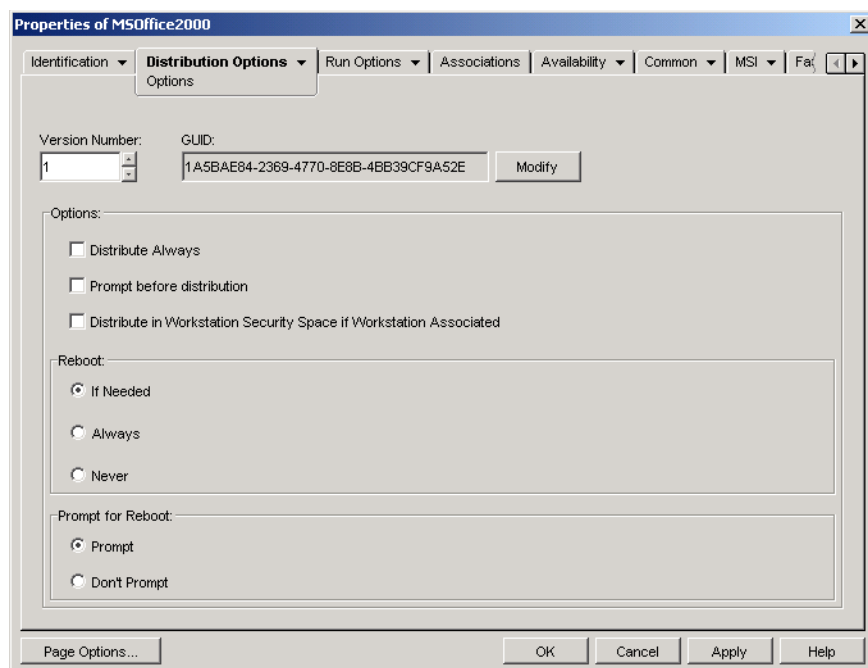 Properties of MSOffice2000
Identification Distribution Options Run Options Associations Availability Common MSI
Options
Version Number: GUID:
1 1A5BAE84-2369-4770-8E8B-4BB39CF9A52E Modify
Options:
Distribute Always
Prompt before distribution
Distribute in Workstation Security Space if Workstation Associated
Reboot:
If Needed
Always
Never
Prompt for Reboot:
Prompt
Don't Prompt
Page Options... OK Cancel Apply Help